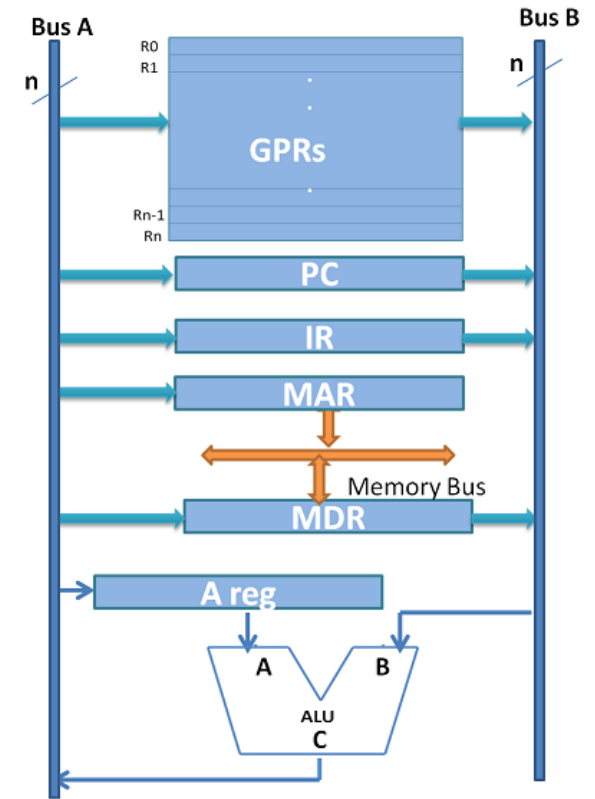 Bus A
Bus B
n
n
R0
R1
GPRs
Rn-1
Rn
PC
IR
MAR
Memory Bus
MDR
A reg
A
B
ALU
C